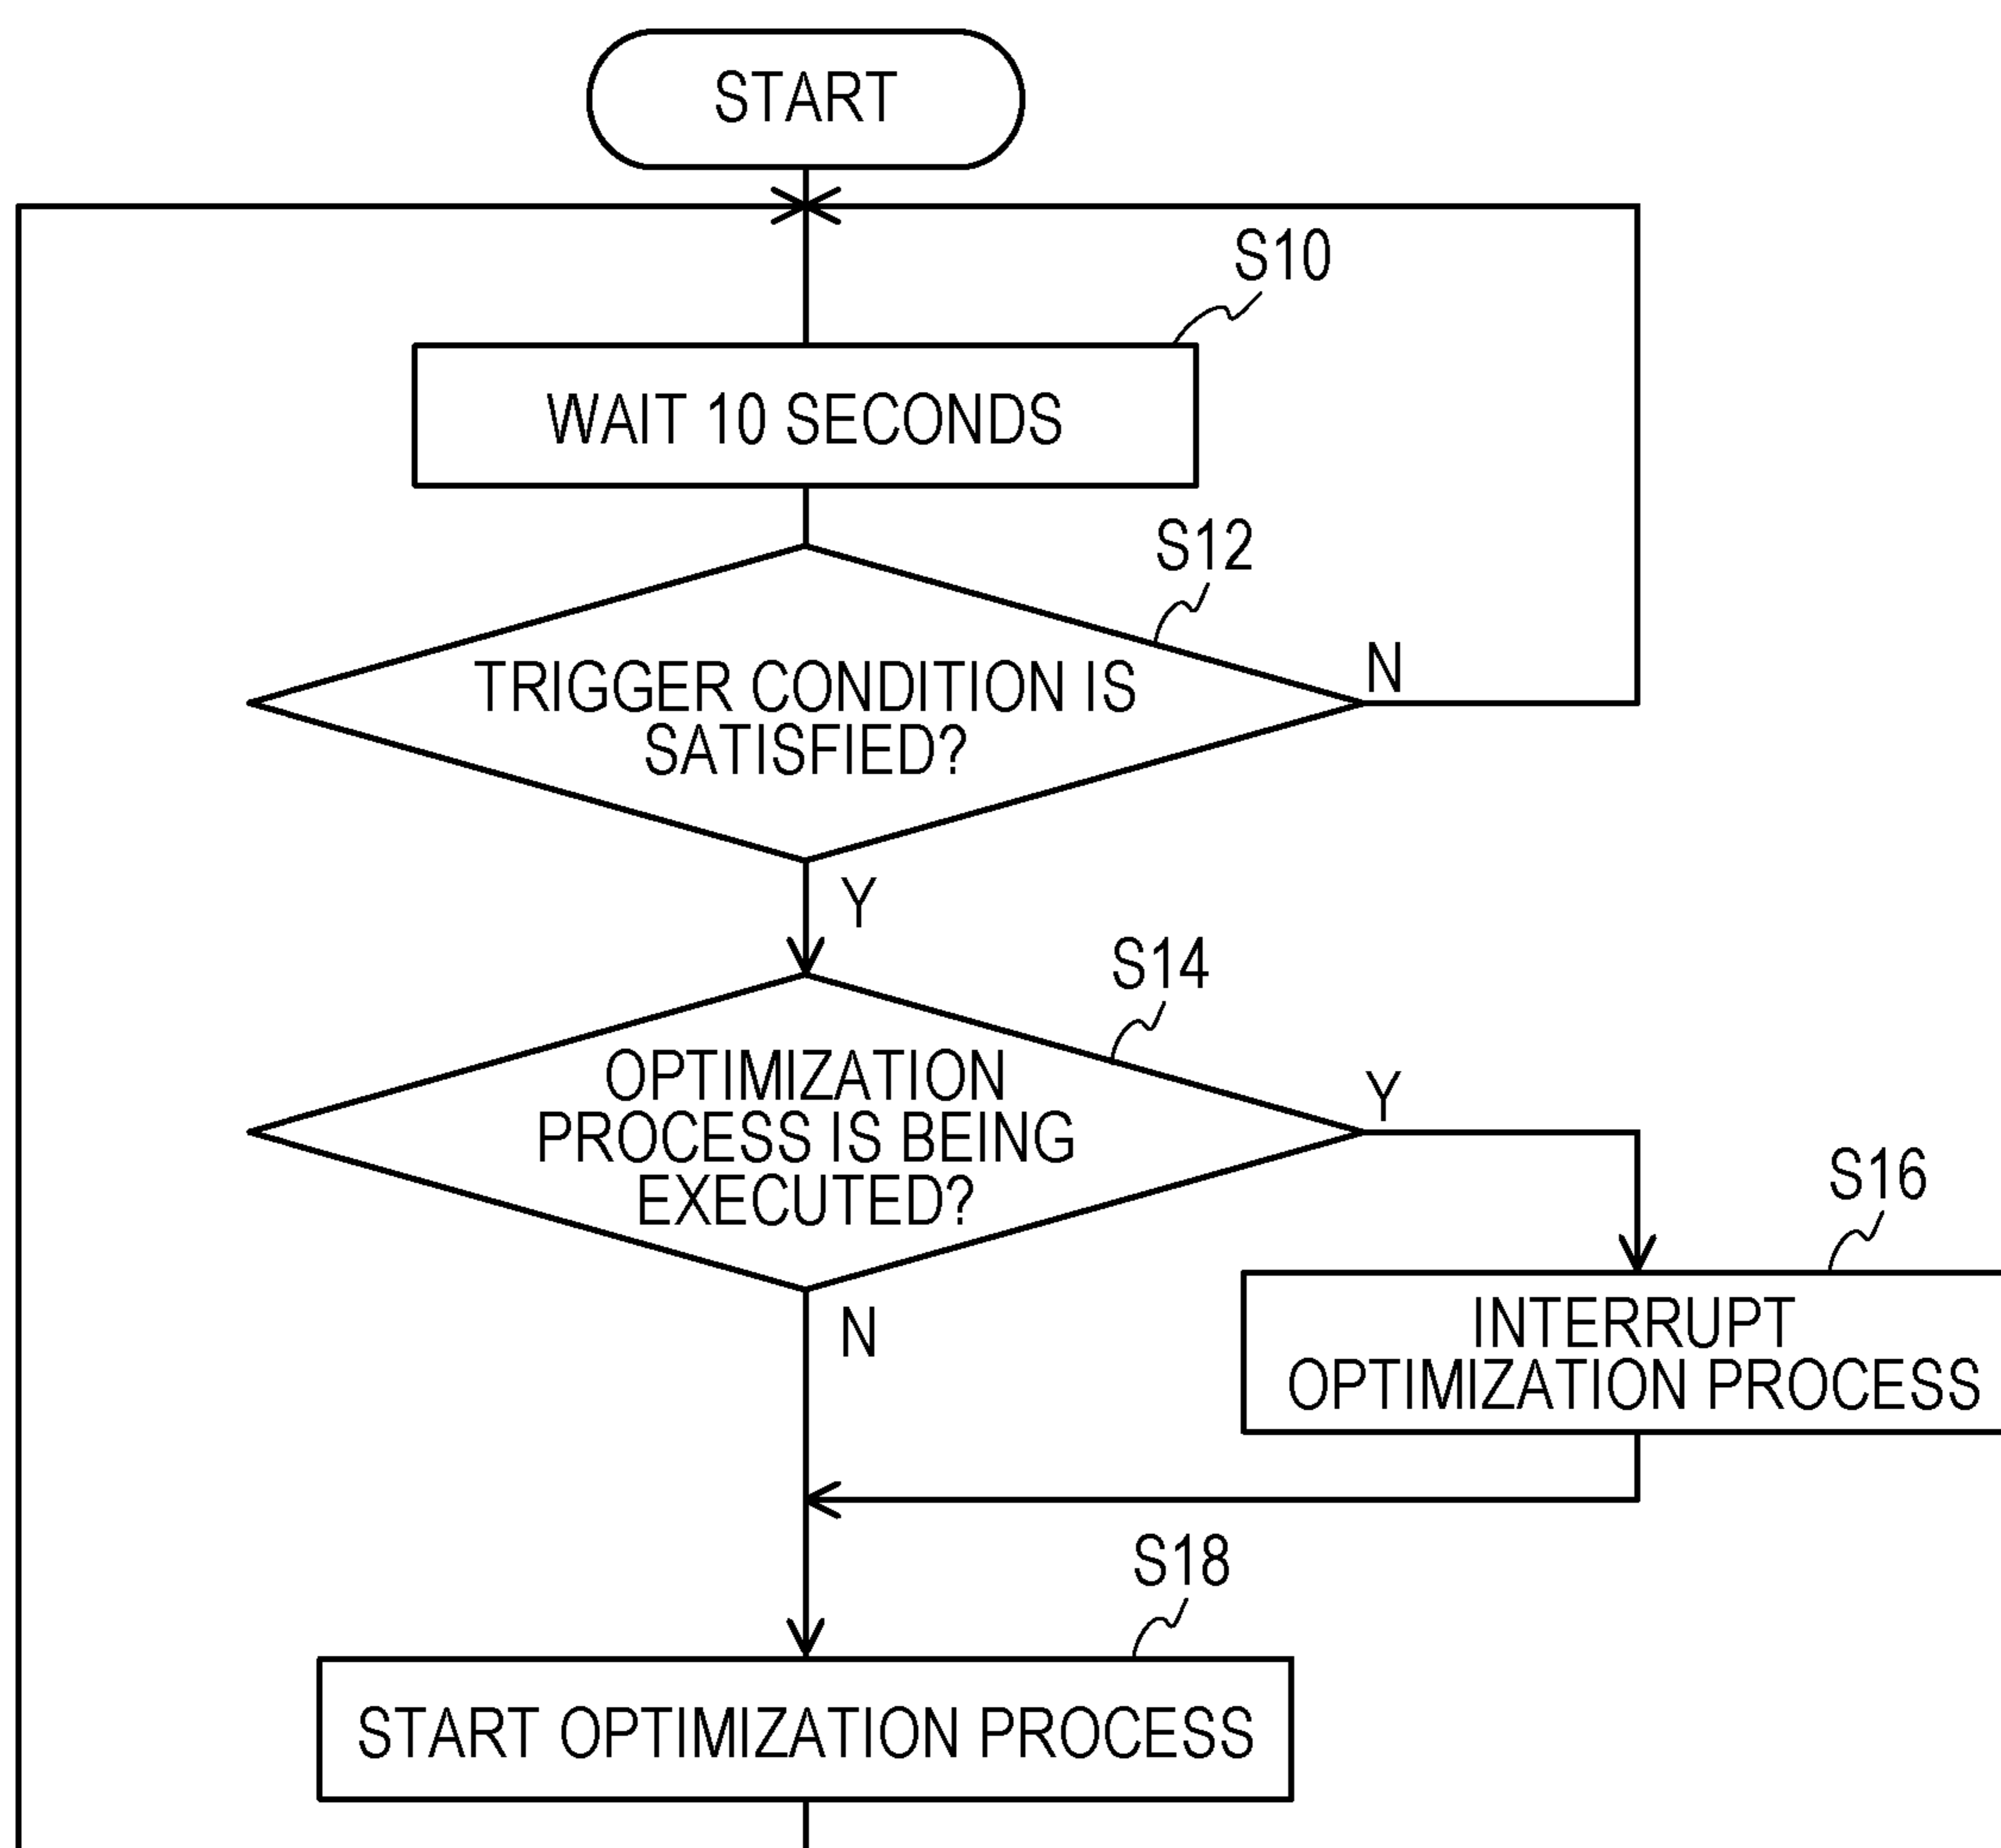 START
S10
WAIT 10 SECONDS
S12
TRIGGER CONDITION IS
SATISFIED?
N
Y
S14
OPTIMIZATION
PROCESS IS BEING
EXECUTED?
Y
S16
N
INTERRUPT
OPTIMIZATION PROCESS
S18
START OPTIMIZATION PROCESS